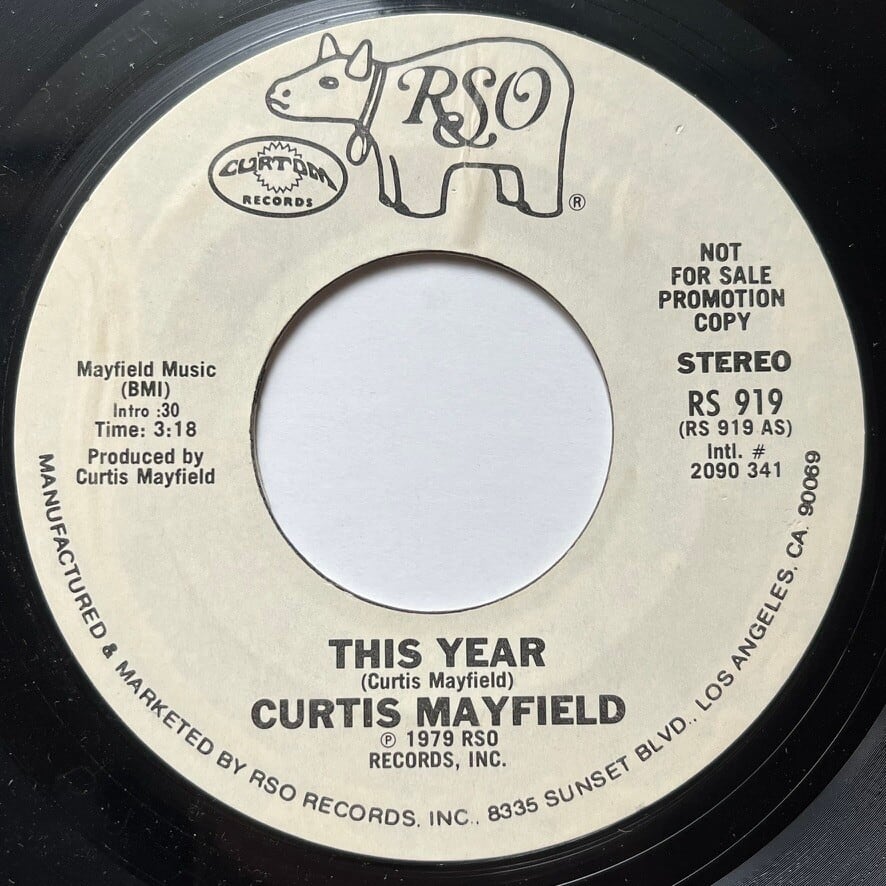 RSO
®
CURTOM
RECORDS
NOT
FOR SALE
PROMOTION
COPY
STEREO
RS 919
(RS 919 AS)
Intl. #
2090 341
Mayfield Music
(BMI)
Intro :30
Time: 3:18
Produced by
Curtis Mayfield
THIS YEAR
(Curtis Mayfield)
CURTIS MAYFIELD
℗ 1979 RSO
RECORDS, INC.
MANUFACTURED & MARKETED BY RSO RECORDS, INC., 8335 SUNSET BLVD., LOS ANGELES, CA. 90069